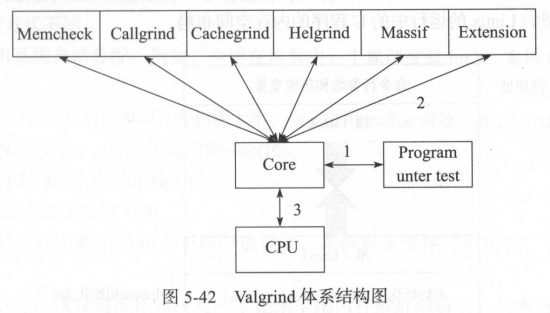 Memcheck Callgrind Cachegrind Helgrind Massif Extension
2
1
Core
Program
unter test
3
CPU
图 5-42 Valgrind 体系结构图